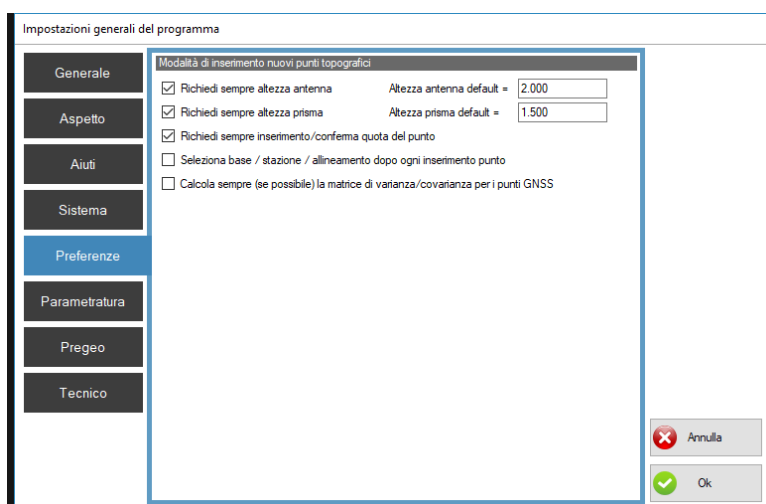 Impostazioni generali del programma
Generale
Aspetto
Aiuti
Sistema
Preferenze
Parametratura
Pregeo
Tecnico
Modalità di inserimento nuovi punti topografici
Richiedi sempre altezza antenna Altezza antenna default = 2.000
Richiedi sempre altezza prisma Altezza prisma default = 1.500
Richiedi sempre inserimento/conferma quota del punto
Seleziona base / stazione / allineamento dopo ogni inserimento punto
Calcola sempre (se possibile) la matrice di varianza/covarianza per i punti GNSS
Annulla
Ok